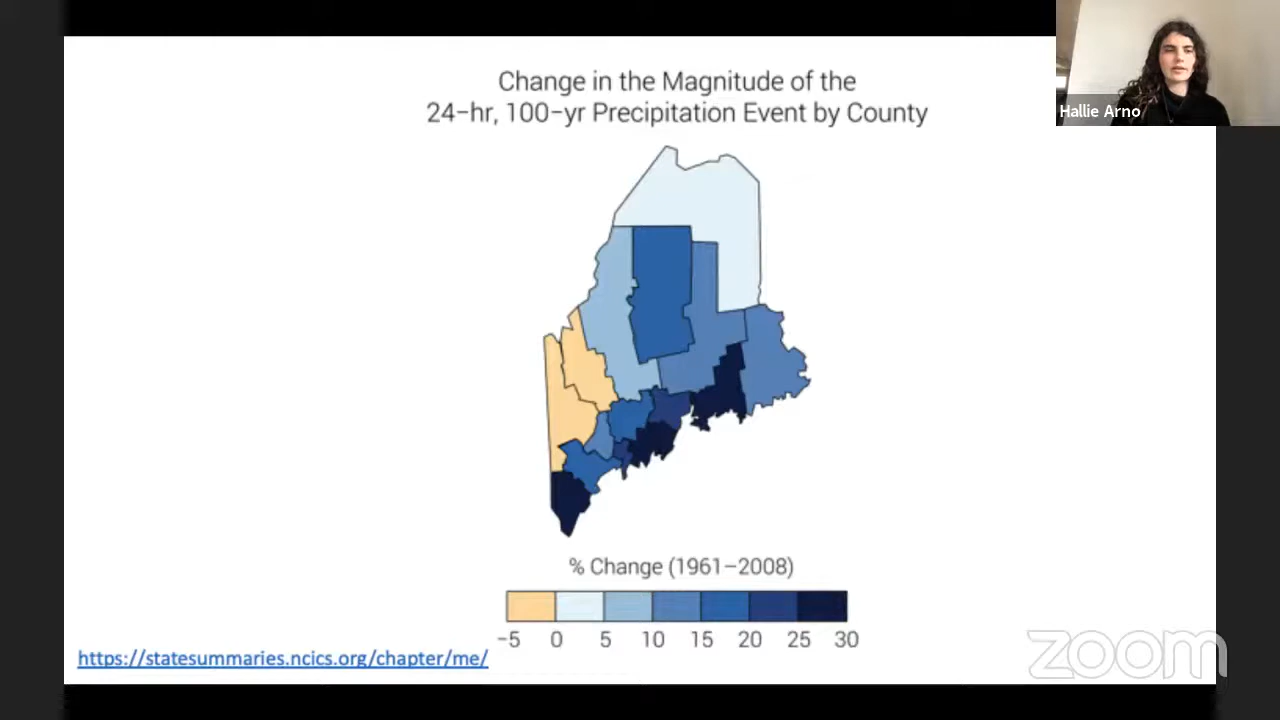 Change in the Magnitude of the
24-hr, 100-yr Precipitation Event by County
Hallie Arno
% Change (1961–2008)
−5 0 5 10 15 20 25 30
https://statesummaries.ncics.org/chapter/me/
zoom